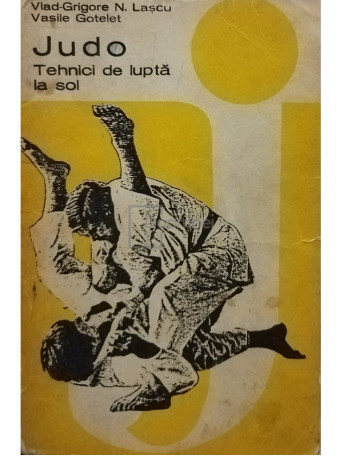 Vlad-Grigore N. Lașcu
Vasile Gotelet
Judo
Tehnici de luptă
la sol